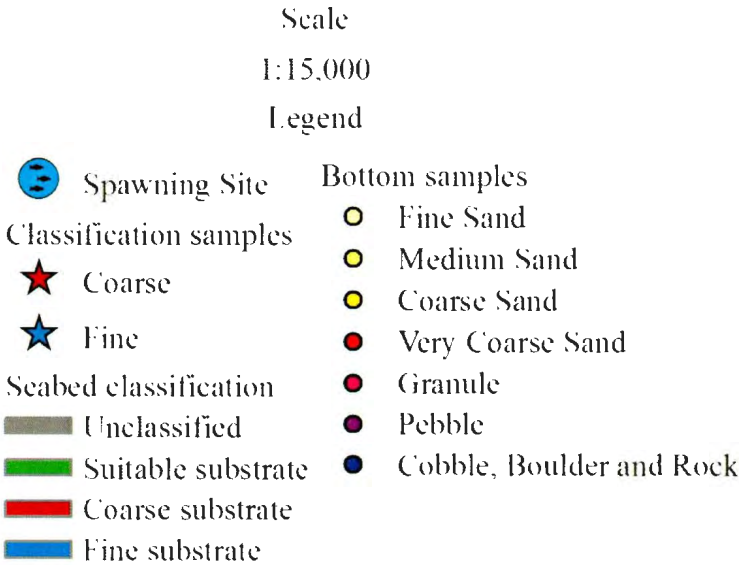 Scale
1:15,000
Legend
Spawning Site
Classification samples
Coarse
Fine
Seabed classification
Unclassified
Suitable substrate
Coarse substrate
Fine substrate
Bottom samples
Fine Sand
Medium Sand
Coarse Sand
Very Coarse Sand
Granule
Pebble
Cobble, Boulder and Rock